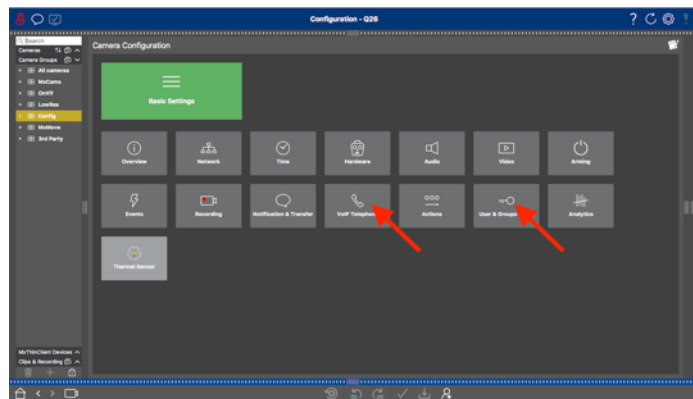 Configuration - Q26
?
Search
Cameras
Camera Groups
Camera Configuration
All cameras
MxCams
OnVif
LowRes
Config
MxMove
3rd Party
Basic Settings
Overview
Network
Time
Hardware
Audio
Video
Arming
Events
Recording
Notification & Transfer
VoIP Telephon
Actions
User & Groups
Analytics
Thermal Sensor
MxThinClient Devices
Clips & Recording